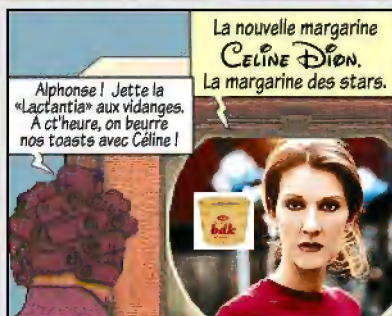 La nouvelle margarine
CELINE DION.
La margarine des stars.
Alphonse ! Jette la
«Lactantia» aux vidanges.
A ct'heure, on beurre
nos toasts avec Céline !
bdk